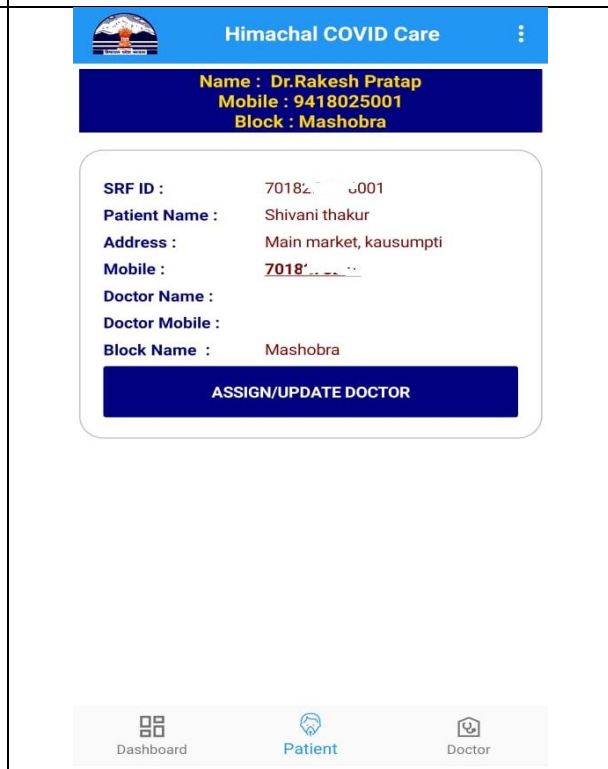 Himachal COVID Care
Name : Dr.Rakesh Pratap
Mobile : 9418025001
Block : Mashobra
SRF ID :
Patient Name : Shivani thakur
Address : Main market, kausumpti
Mobile :
Doctor Name :
Doctor Mobile :
Block Name : Mashobra
ASSIGN/UPDATE DOCTOR
Dashboard Patient Doctor